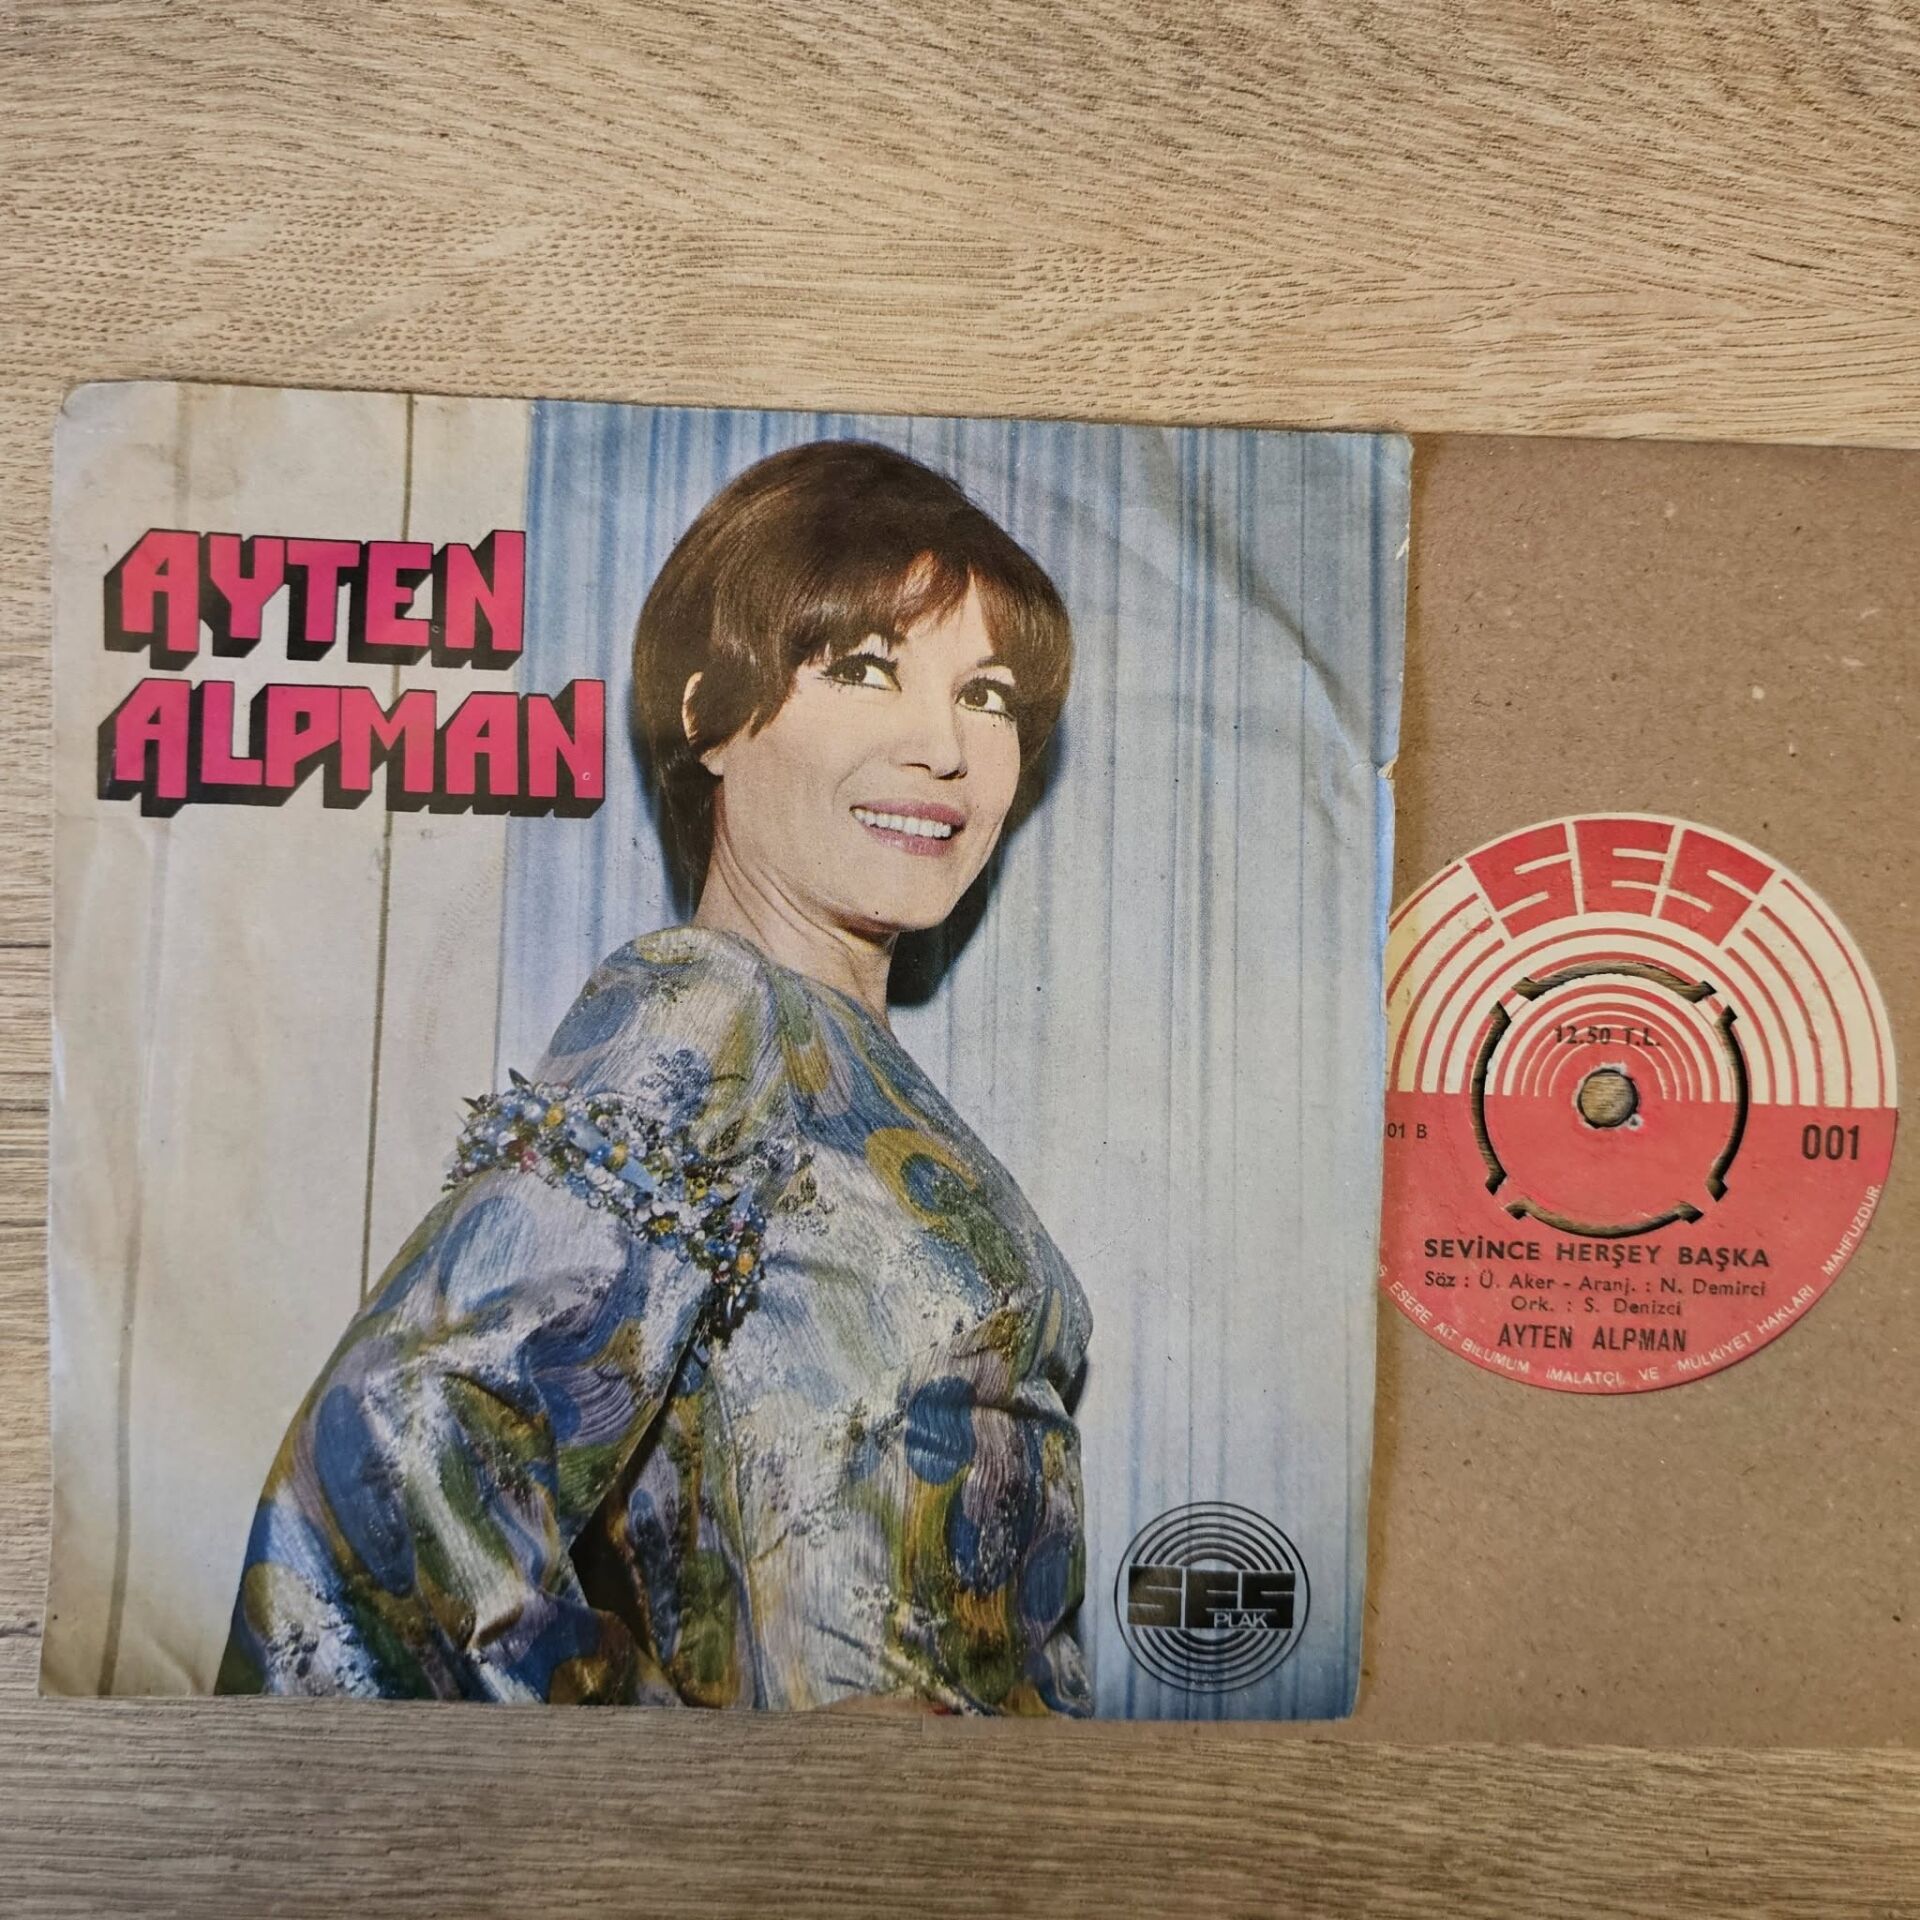 AYTEN
ALPMAN
SES
PLAK
SES
12.50 T.L.
01 B
001
SEVİNCE HERŞEY BAŞKA
Söz : Ü. Aker - Aranj. : N. Demirci
Ork. : S. Denizci
AYTEN ALPMAN
ESERE AİT BİLUMUM İMALATÇI VE MÜLKİYET HAKLARI MAHFUZDUR.